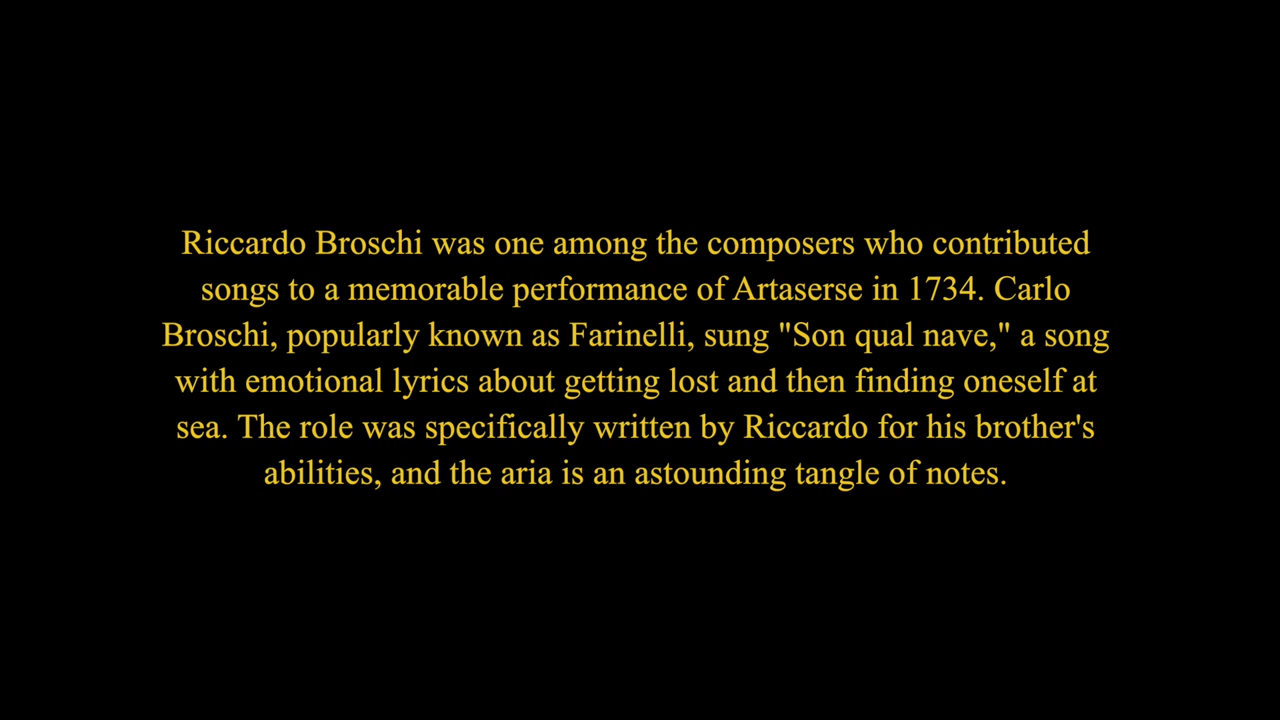 Riccardo Broschi was one among the composers who contributed
songs to a memorable performance of Artaserse in 1734. Carlo
Broschi, popularly known as Farinelli, sung "Son qual nave," a song
with emotional lyrics about getting lost and then finding oneself at
sea. The role was specifically written by Riccardo for his brother's
abilities, and the aria is an astounding tangle of notes.